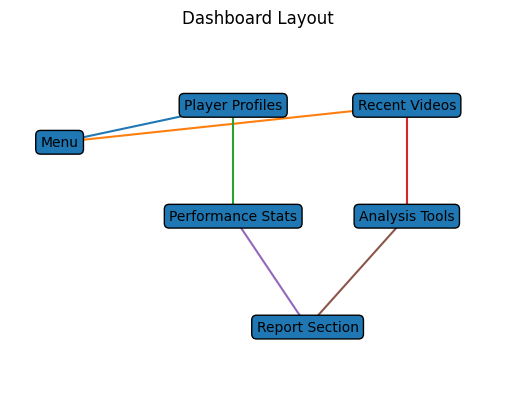 Dashboard Layout
Player Profiles
Recent Videos
Menu
Performance Stats
Analysis Tools
Report Section